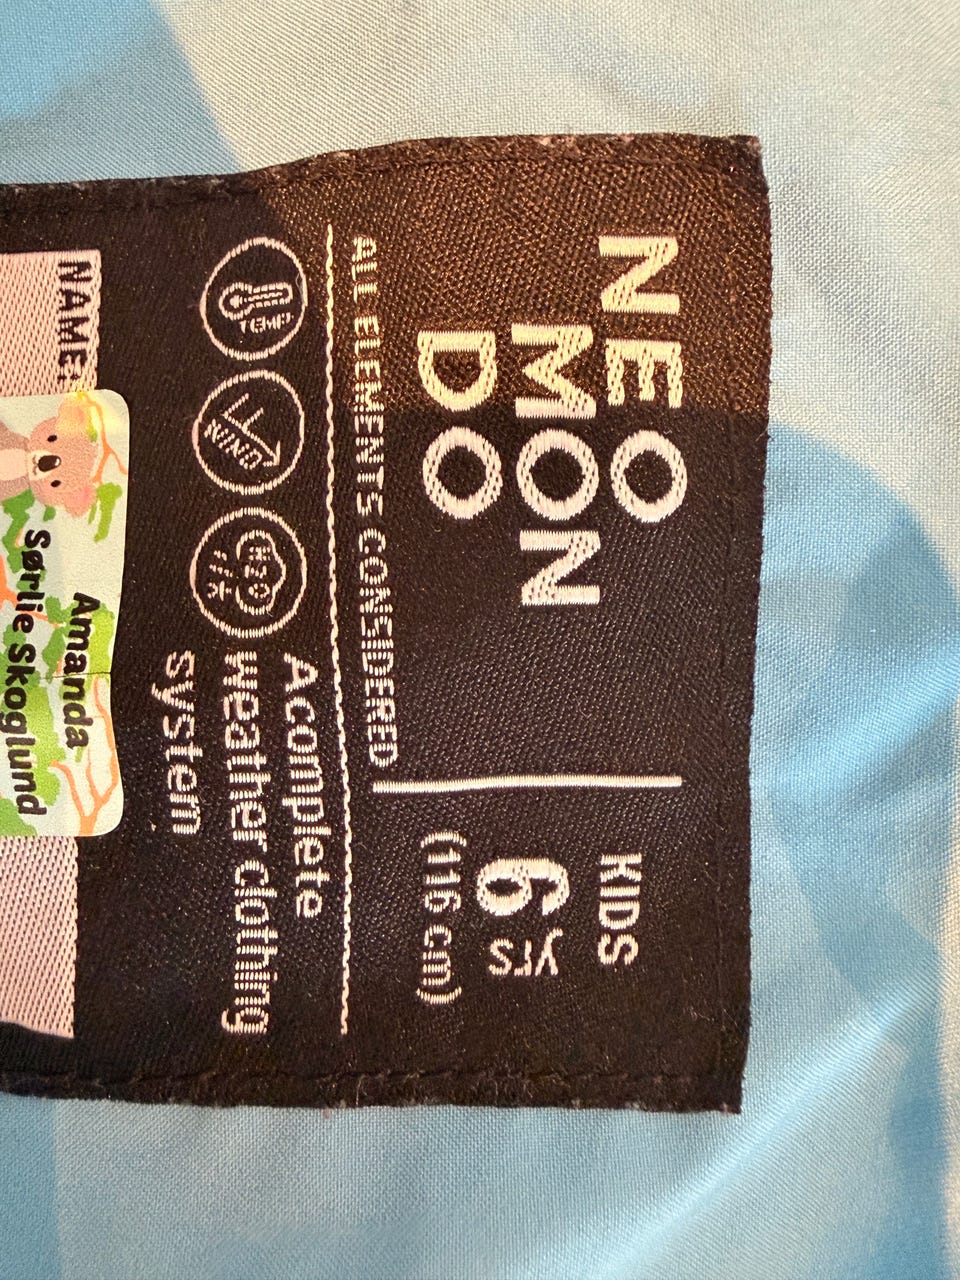 NEO
MON
DO
ALL ELEMENTS CONSIDERED
KIDS
6 yrs
(116 cm)
TEMP.
WIND
H2O
A complete
weather clothing
system
NAME:
Amanda
Sørlie Skoglund